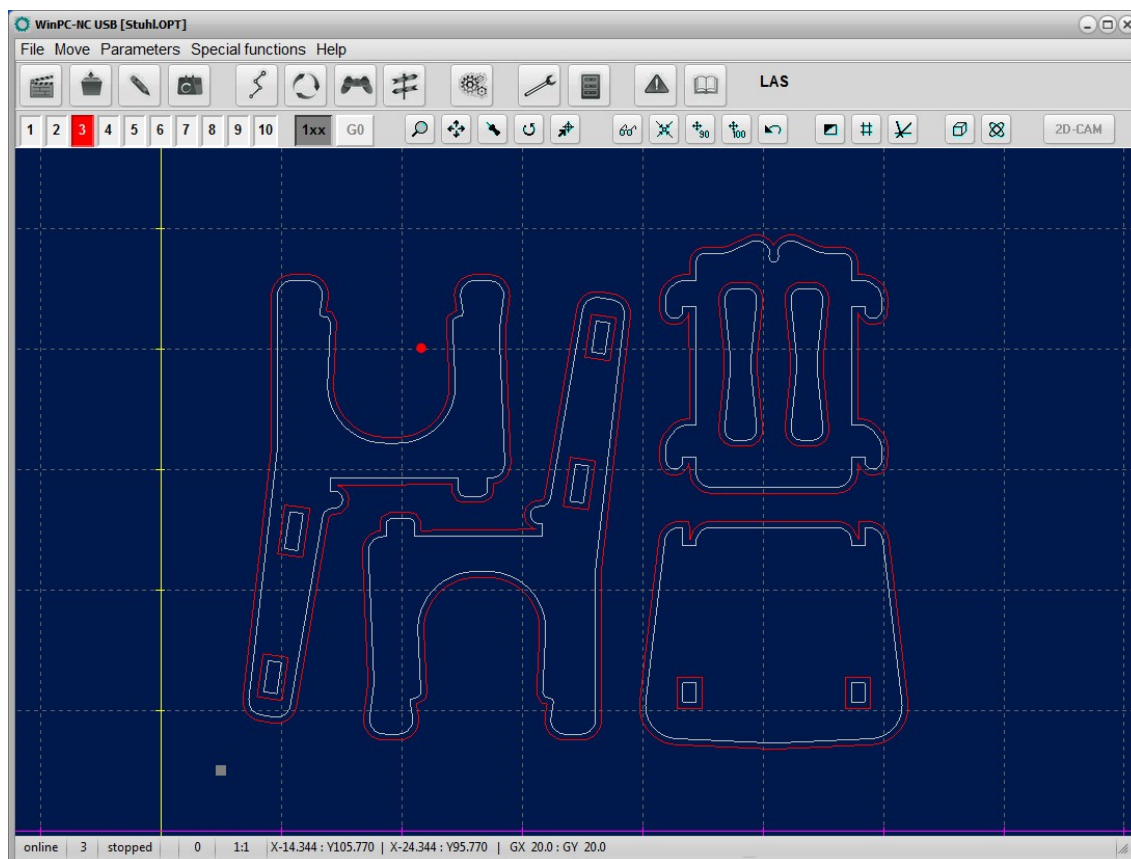 WinPC-NC USB [Stuhl.OPT]
File Move Parameters Special functions Help
LAS
1 2 3 4 5 6 7 8 9 10 1xx G0 90 100 2D-CAM
online 3 stopped 0 1:1 X-14.344 : Y105.770 | X-24.344 : Y95.770 | GX 20.0 : GY 20.0